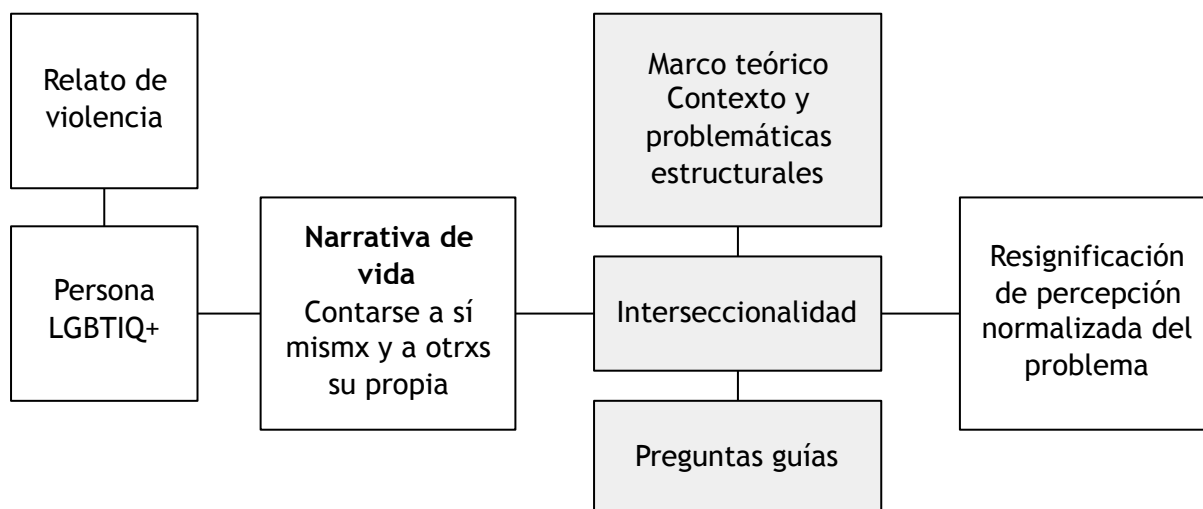 Relato de
violencia
Persona
LGBTIQ+
Narrativa de
vida
Contarse a sí
mismx y a otrxs
su propia
Marco teórico
Contexto y
problemáticas
estructurales
Interseccionalidad
Preguntas guías
Resignificación
de percepción
normalizada del
problema